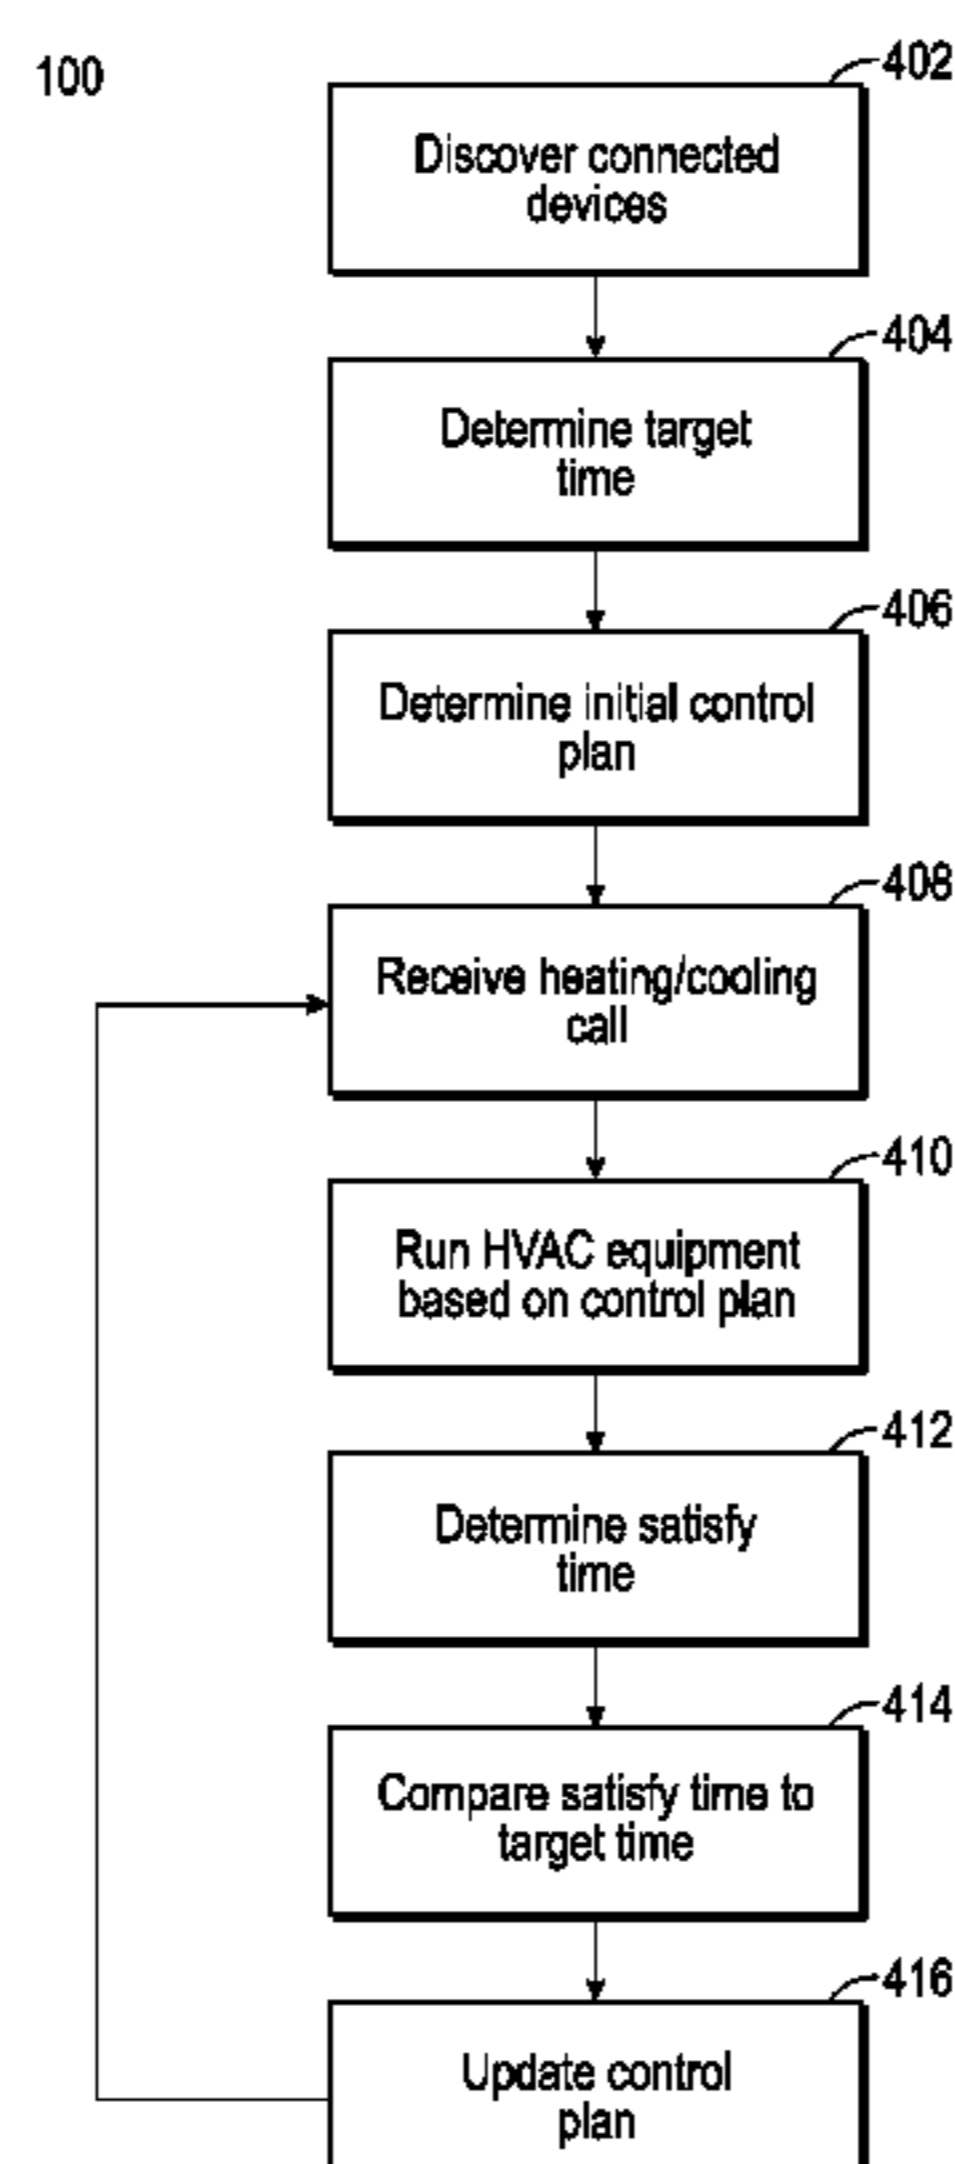 100
402
Discover connected
devices
404
Determine target
time
406
Determine initial control
plan
408
Receive heating/cooling
call
410
Run HVAC equipment
based on control plan
412
Determine satisfy
time
414
Compare satisfy time to
target time
416
Update control
plan